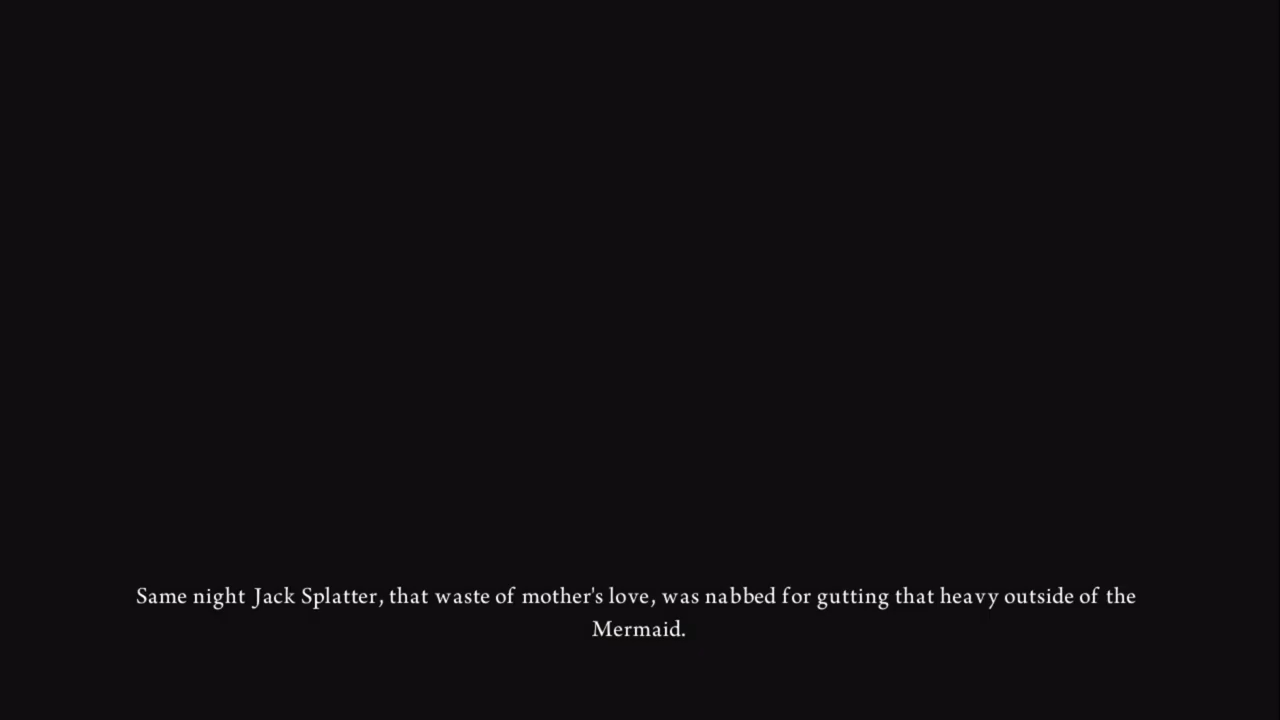 Same night Jack Splatter, that waste of mother's love, was nabbed for gutting that heavy outside of the
Mermaid.